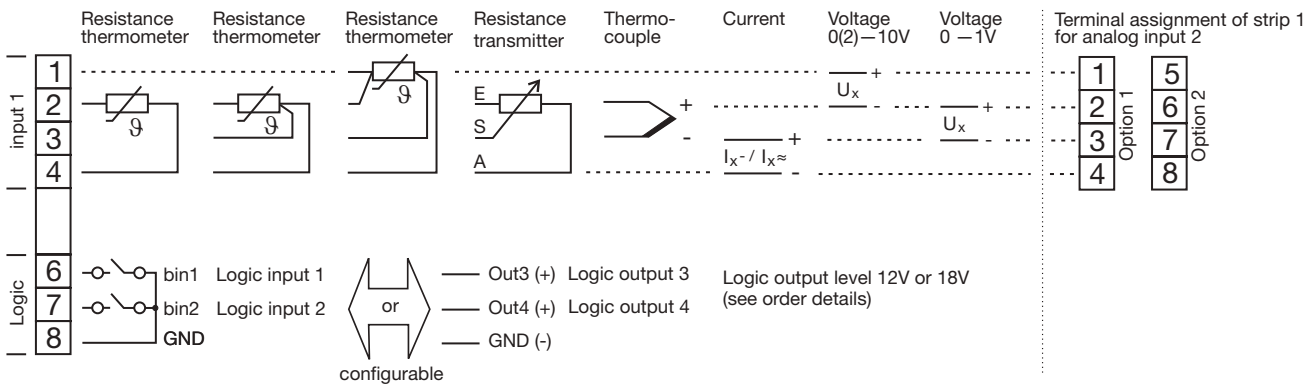 Resistance thermometer
Resistance thermometer
Resistance thermometer
Resistance transmitter
Thermo-couple
Current
Voltage 0(2)—10V
Voltage 0 —1V
Terminal assignment of strip 1
for analog input 2
input 1
1
2
3
4
ϑ
ϑ
ϑ
E
S
A
+
-
+
Ix- / Ix≈
-
+
Ux
-
+
Ux
-
1
2
3
4
Option 1
5
6
7
8
Option 2
Logic
6
7
8
bin1 Logic input 1
bin2 Logic input 2
GND
or
configurable
Out3 (+) Logic output 3
Out4 (+) Logic output 4
GND (-)
Logic output level 12V or 18V
(see order details)